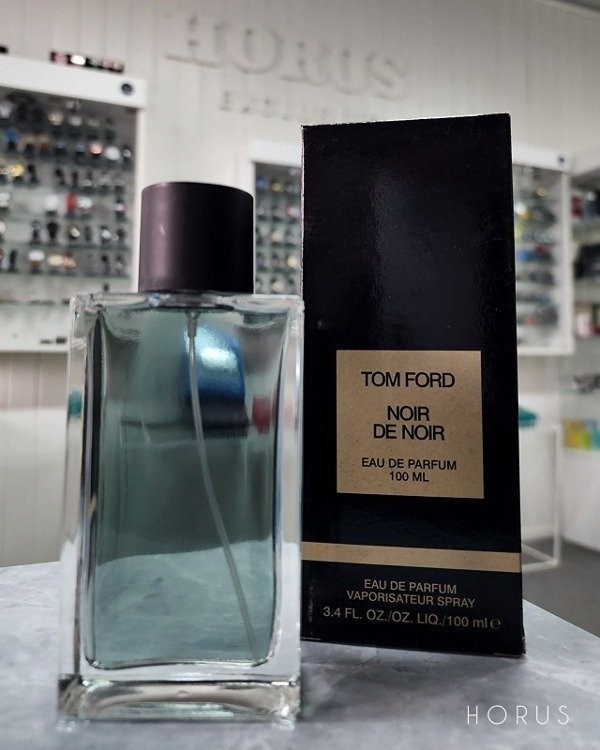 HORUS
TOM FORD
NOIR
DE NOIR
EAU DE PARFUM
100 ML
EAU DE PARFUM
VAPORISATEUR SPRAY
3.4 FL. OZ./OZ. LIQ./100 ml e
HORUS